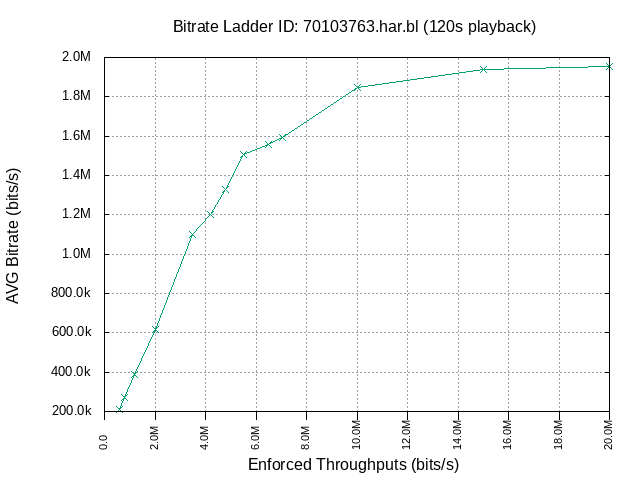 Bitrate Ladder ID: 70103763.har.bl (120s playback)
2.0M
1.8M
1.6M
1.4M
1.2M
1.0M
800.0k
600.0k
400.0k
200.0k
AVG Bitrate (bits/s)
0.0
2.0M
4.0M
6.0M
8.0M
10.0M
12.0M
14.0M
16.0M
18.0M
20.0M
Enforced Throughputs (bits/s)